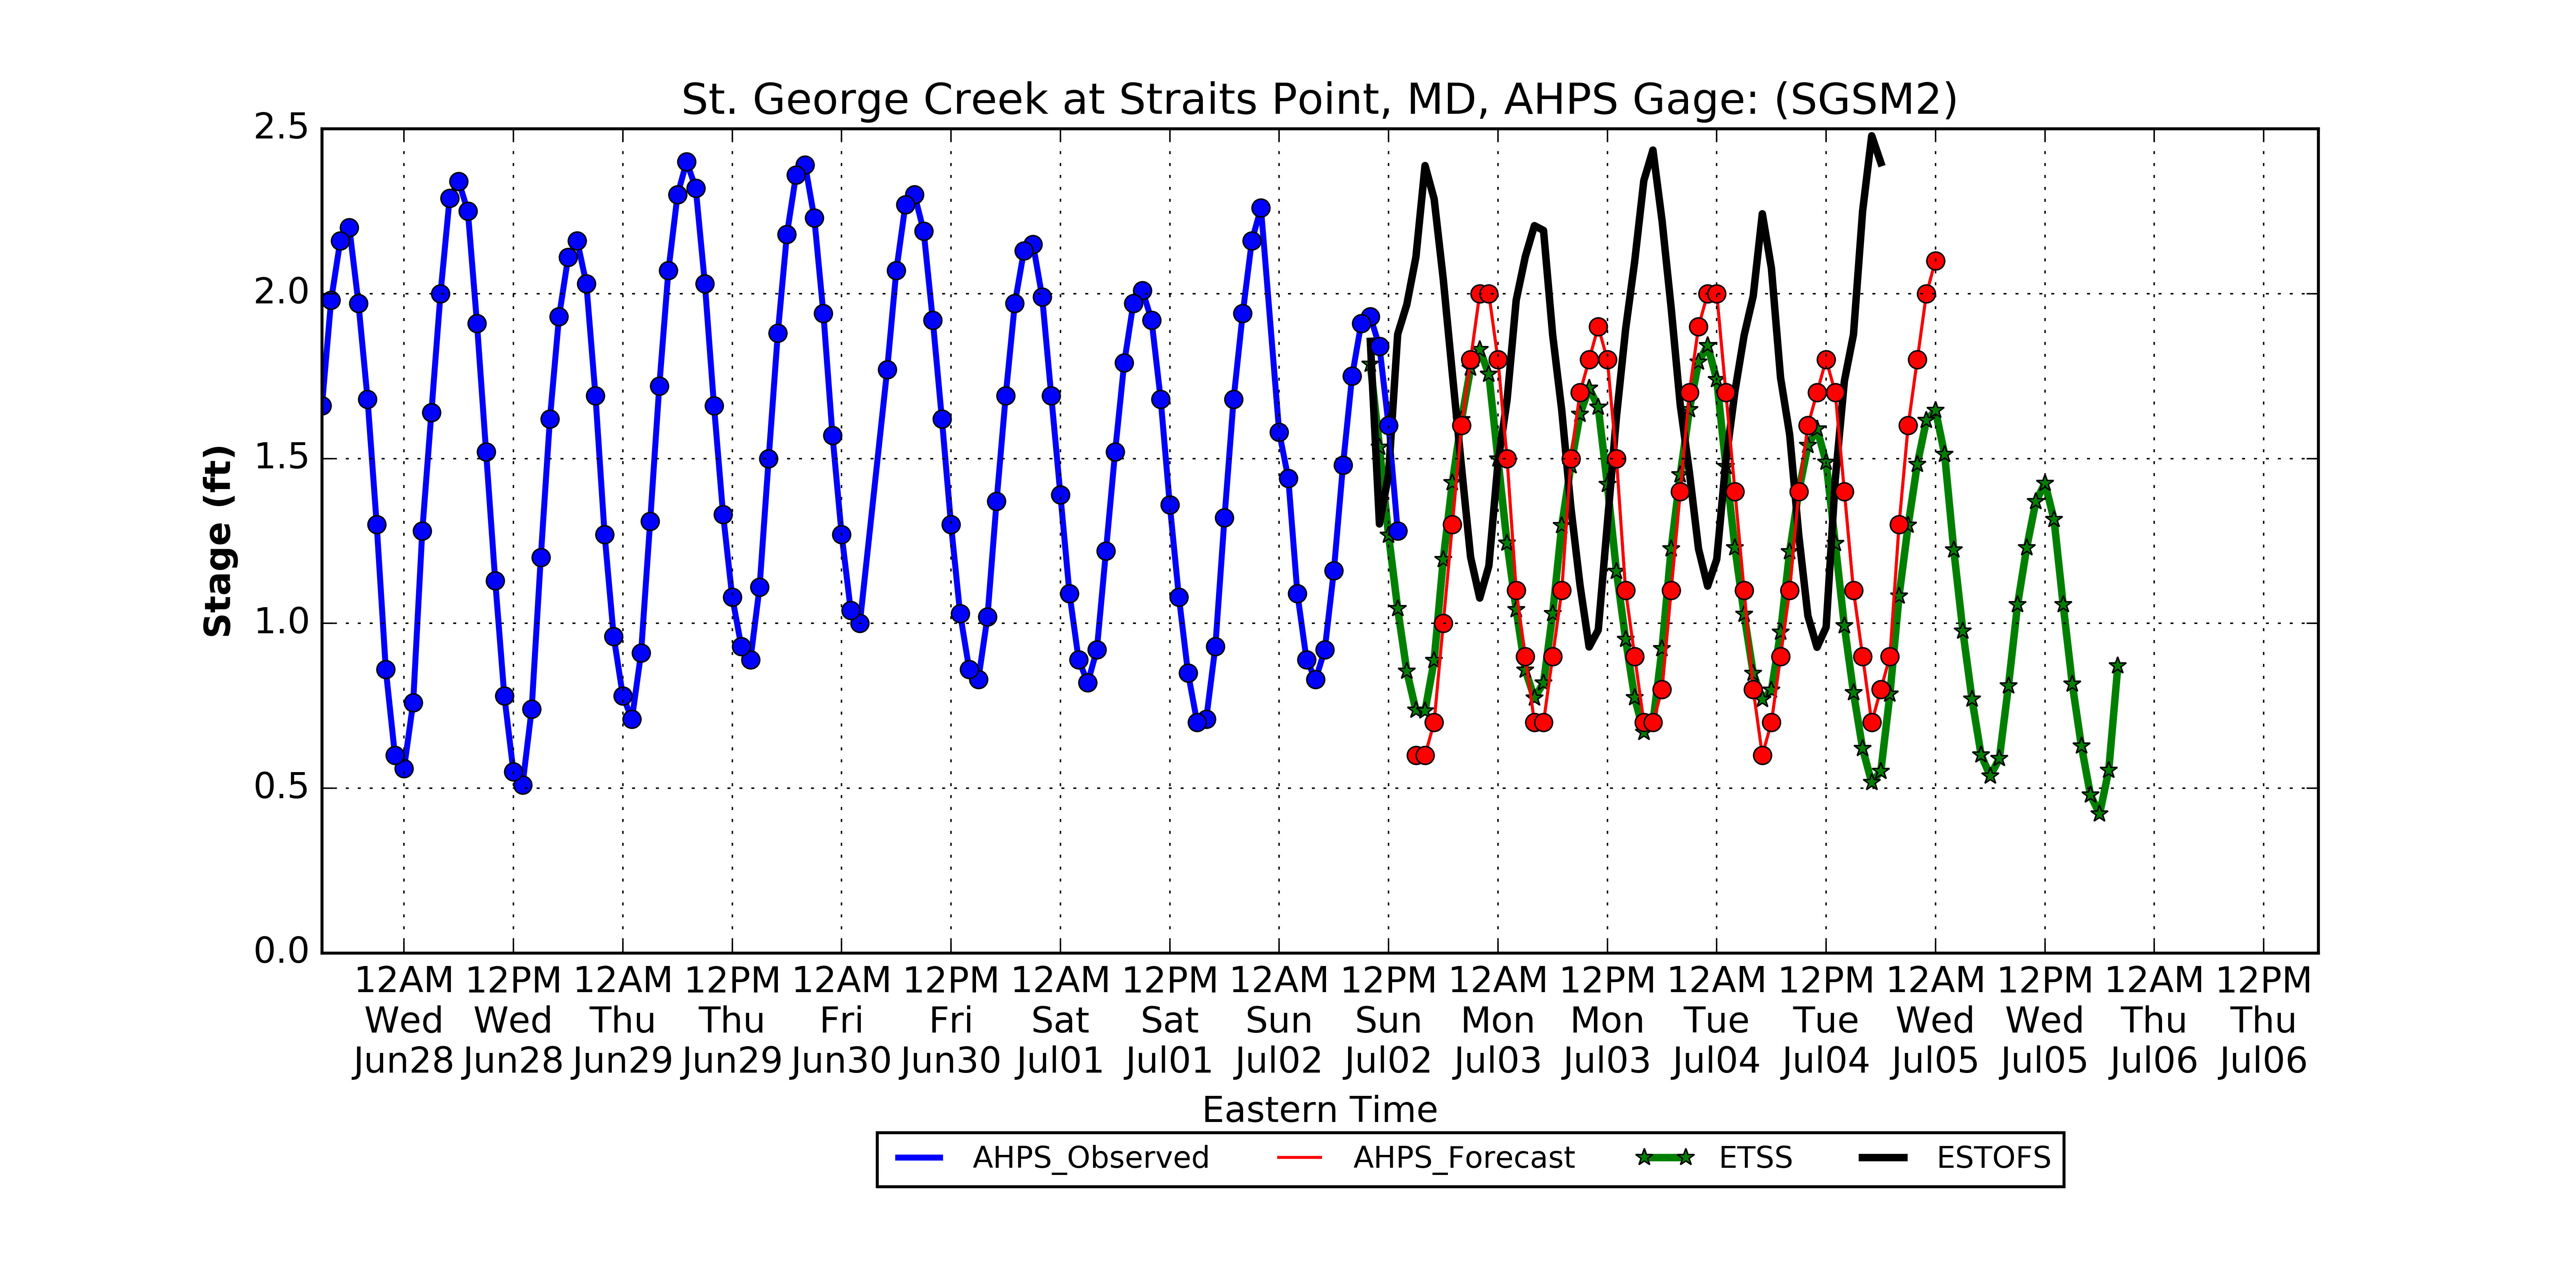 St. George Creek at Straits Point, MD, AHPS Gage: (SGSM2)
2.5
2.0
1.5
1.0
0.5
0.0
Stage (ft)
12AM 12PM 12AM 12PM 12AM 12PM 12AM 12PM 12AM 12PM 12AM 12PM 12AM 12PM 12AM 12PM 12AM 12PM
Wed Wed Thu Thu Fri Fri Sat Sat Sun Sun Mon Mon Tue Tue Wed Wed Thu Thu
Jun28 Jun28 Jun29 Jun29 Jun30 Jun30 Jul01 Jul01 Jul02 Jul02 Jul03 Jul03 Jul04 Jul04 Jul05 Jul05 Jul06 Jul06
Eastern Time
AHPS_Observed AHPS_Forecast ETSS ESTOFS